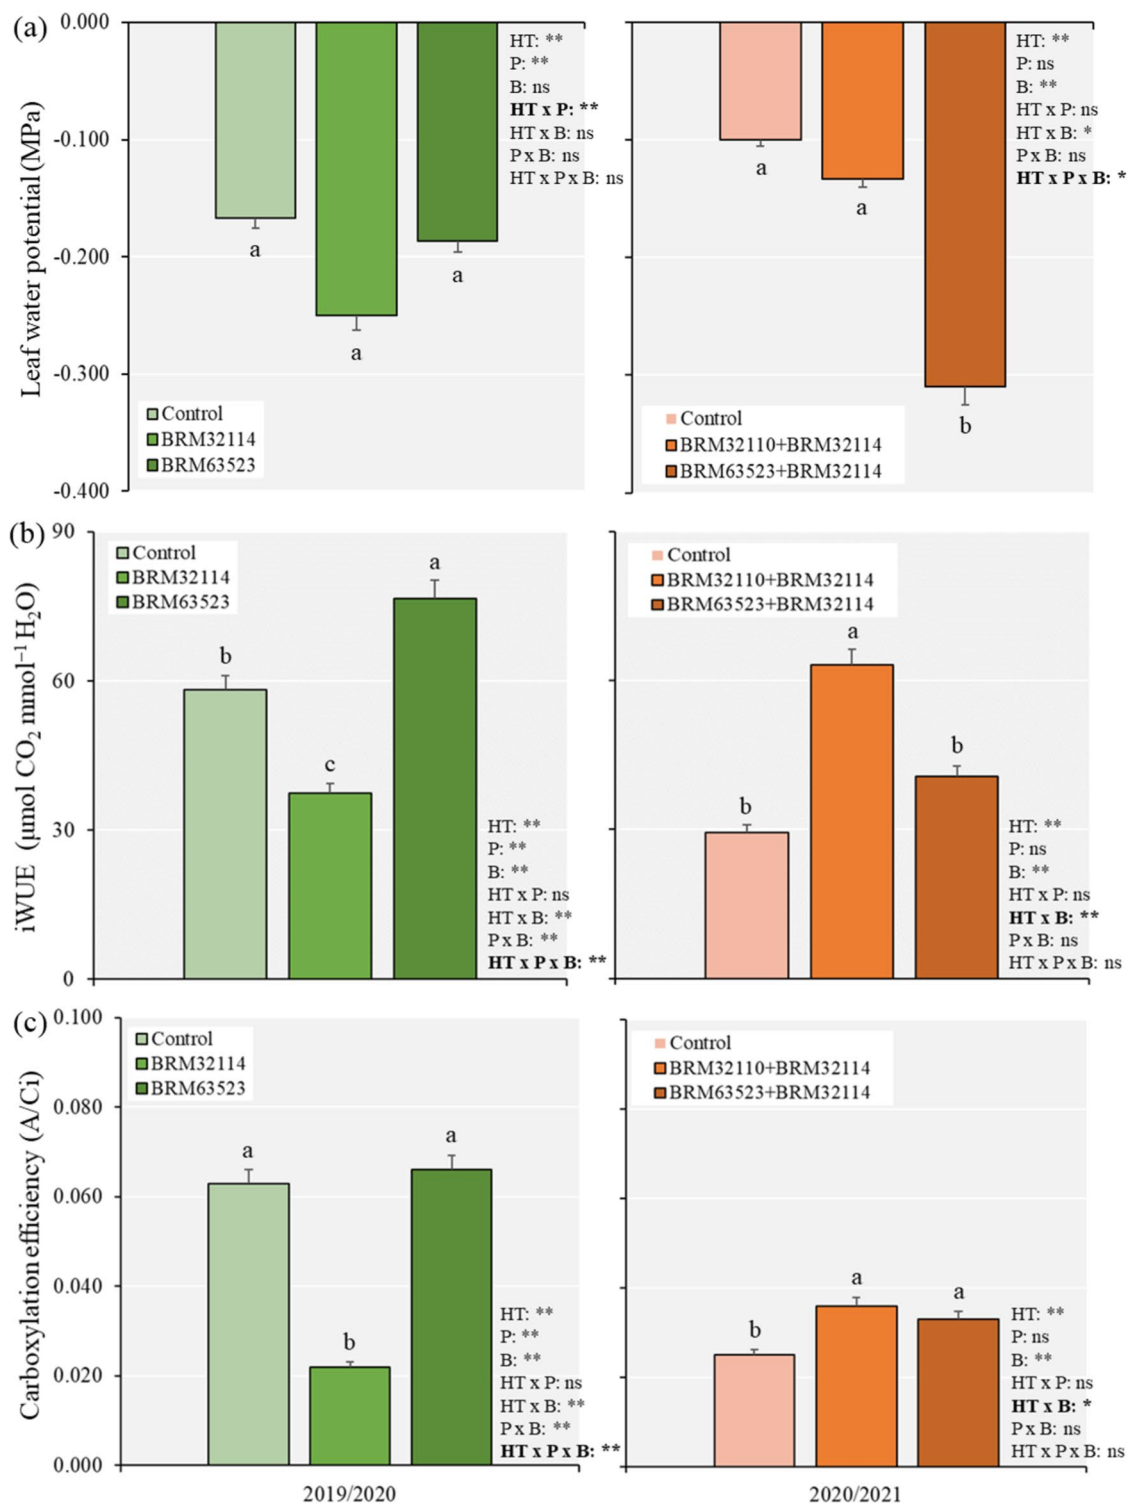 (a)
Leaf water potential (MPa)
0.000
-0.100
-0.200
-0.300
-0.400
a
a
a
HT: **
P: **
B: ns
HT x P: **
HT x B: ns
P x B: ns
HT x P x B: ns
Control
BRM32114
BRM63523
a
a
b
HT: **
P: ns
B: **
HT x P: ns
HT x B: *
P x B: ns
HT x P x B: *
Control
BRM32110+BRM32114
BRM63523+BRM32114
(b)
iWUE (µmol CO₂ mmol⁻¹ H₂O)
90
60
30
0
Control
BRM32114
BRM63523
b
c
a
HT: **
P: **
B: **
HT x P: ns
HT x B: **
P x B: **
HT x P x B: **
Control
BRM32110+BRM32114
BRM63523+BRM32114
b
a
b
HT: **
P: ns
B: **
HT x P: ns
HT x B: **
P x B: ns
HT x P x B: ns
(c)
Carboxylation efficiency (A/Ci)
0.100
0.080
0.060
0.040
0.020
0.000
Control
BRM32114
BRM63523
a
b
a
HT: **
P: **
B: **
HT x P: ns
HT x B: **
P x B: **
HT x P x B: **
2019/2020
Control
BRM32110+BRM32114
BRM63523+BRM32114
b
a
a
HT: **
P: ns
B: **
HT x P: ns
HT x B: *
P x B: ns
HT x P x B: ns
2020/2021